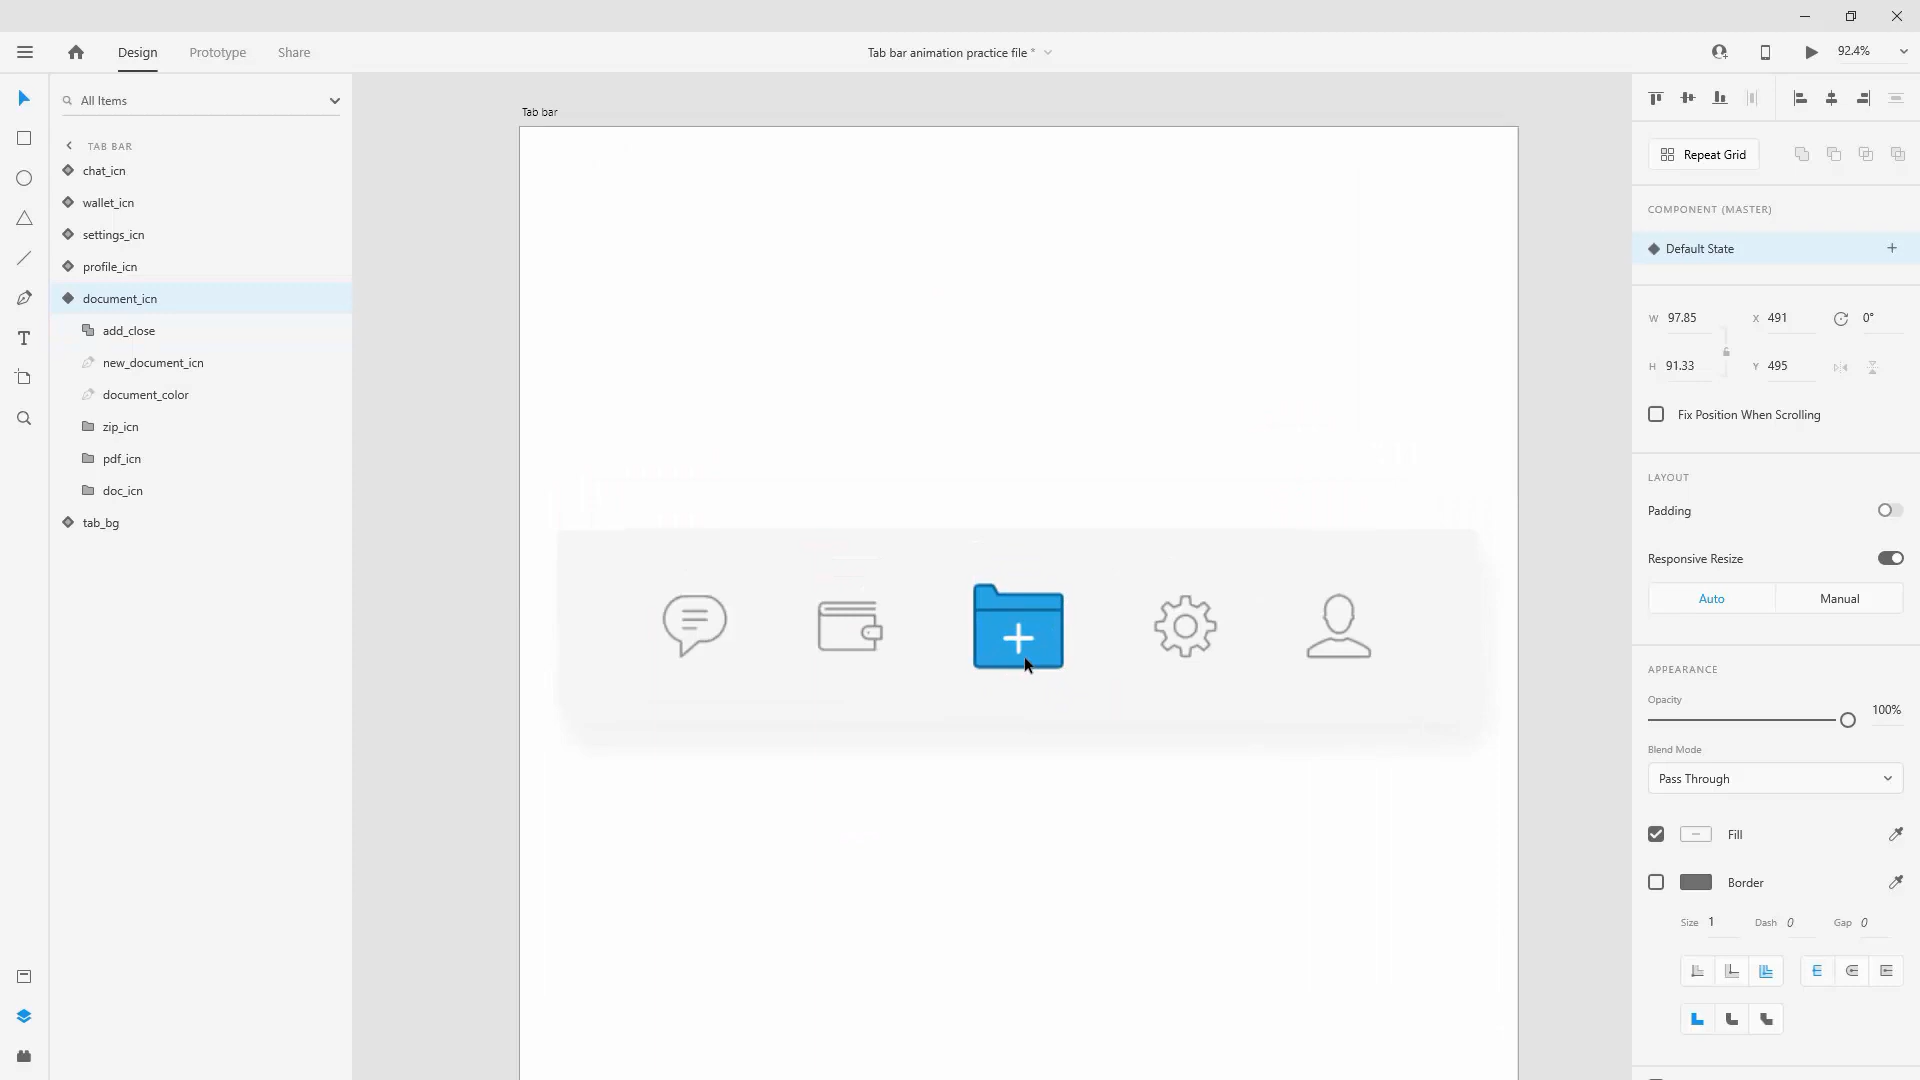 Design
Prototype
Share
Tab bar animation practice file *
92.4%
All Items
TAB BAR
chat_icn
wallet_icn
settings_icn
profile_icn
document_icn
add_close
new_document_icn
document_color
zip_icn
pdf_icn
doc_icn
tab_bg
Tab bar
Repeat Grid
COMPONENT (MASTER)
Default State
W 97.85 X 491 0°
H 91.33 Y 495
Fix Position When Scrolling
LAYOUT
Padding
Responsive Resize
Auto Manual
APPEARANCE
Opacity
100%
Blend Mode
Pass Through
Fill
Border
Size 1 Dash 0 Gap 0